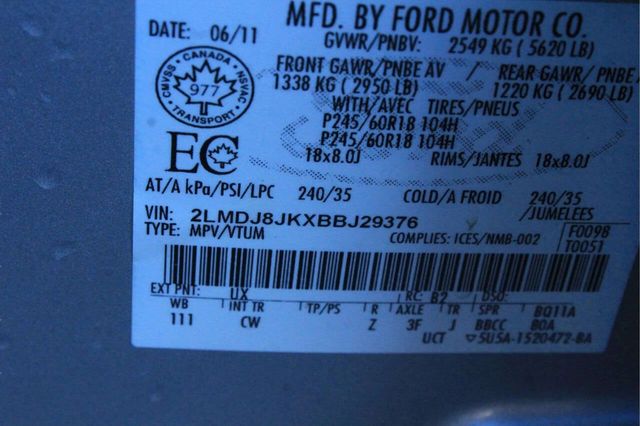 MFD. BY FORD MOTOR CO.
DATE: 06/11
GVWR/PNBV: 2549 KG ( 5620 LB)
FRONT GAWR/PNBE AV / REAR GAWR/ PNBE
1338 KG ( 2950 LB) 1220 KG ( 2690 LB)
WITH/AVEC TIRES/PNEUS
P245/60R18 104H
P245/60R18 104H
18x8.0J RIMS/JANTES 18x8.0J
CMVSS CANADA NSVAC
977
TRANSPORT
EC
AT/A kPa/PSI/LPC 240/35 COLD/A FROID 240/35
/JUMELEES
VIN: 2LMDJ8JKXBBJ29376
TYPE: MPV/VTUM COMPLIES: ICES/NMB-002
F0098
T0051
EXT PNT: UX RC: B2 DSO:
WB INT TR TP/PS R AXLE TR SPR BQ11A
111 CW Z 3F J BBCC BOA
UCT ▽5U5A-1520472-BA